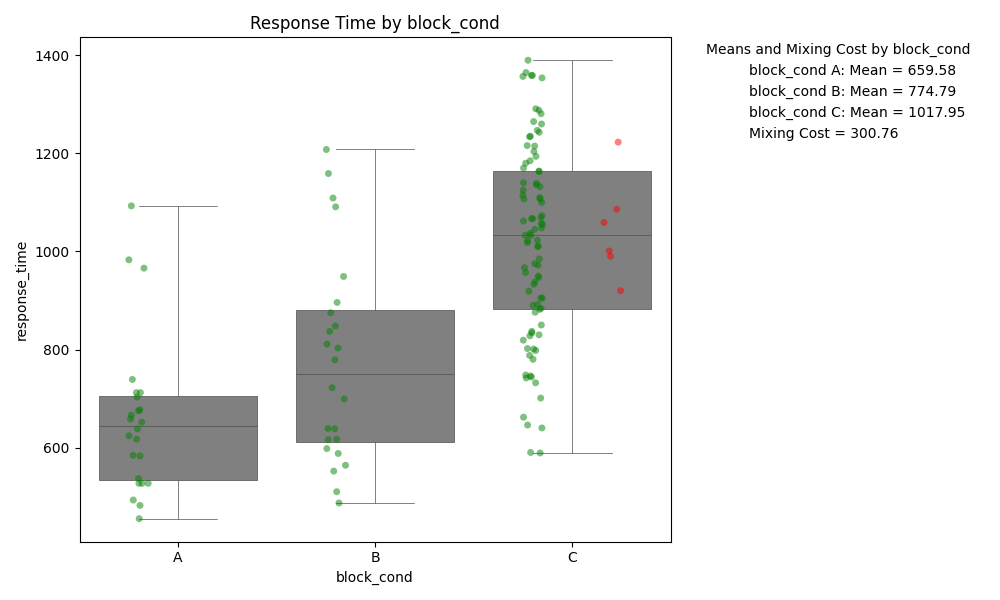 Response Time by block_cond
response_time
1400
1200
1000
800
600
A
B
C
block_cond
Means and Mixing Cost by block_cond
block_cond A: Mean = 659.58
block_cond B: Mean = 774.79
block_cond C: Mean = 1017.95
Mixing Cost = 300.76